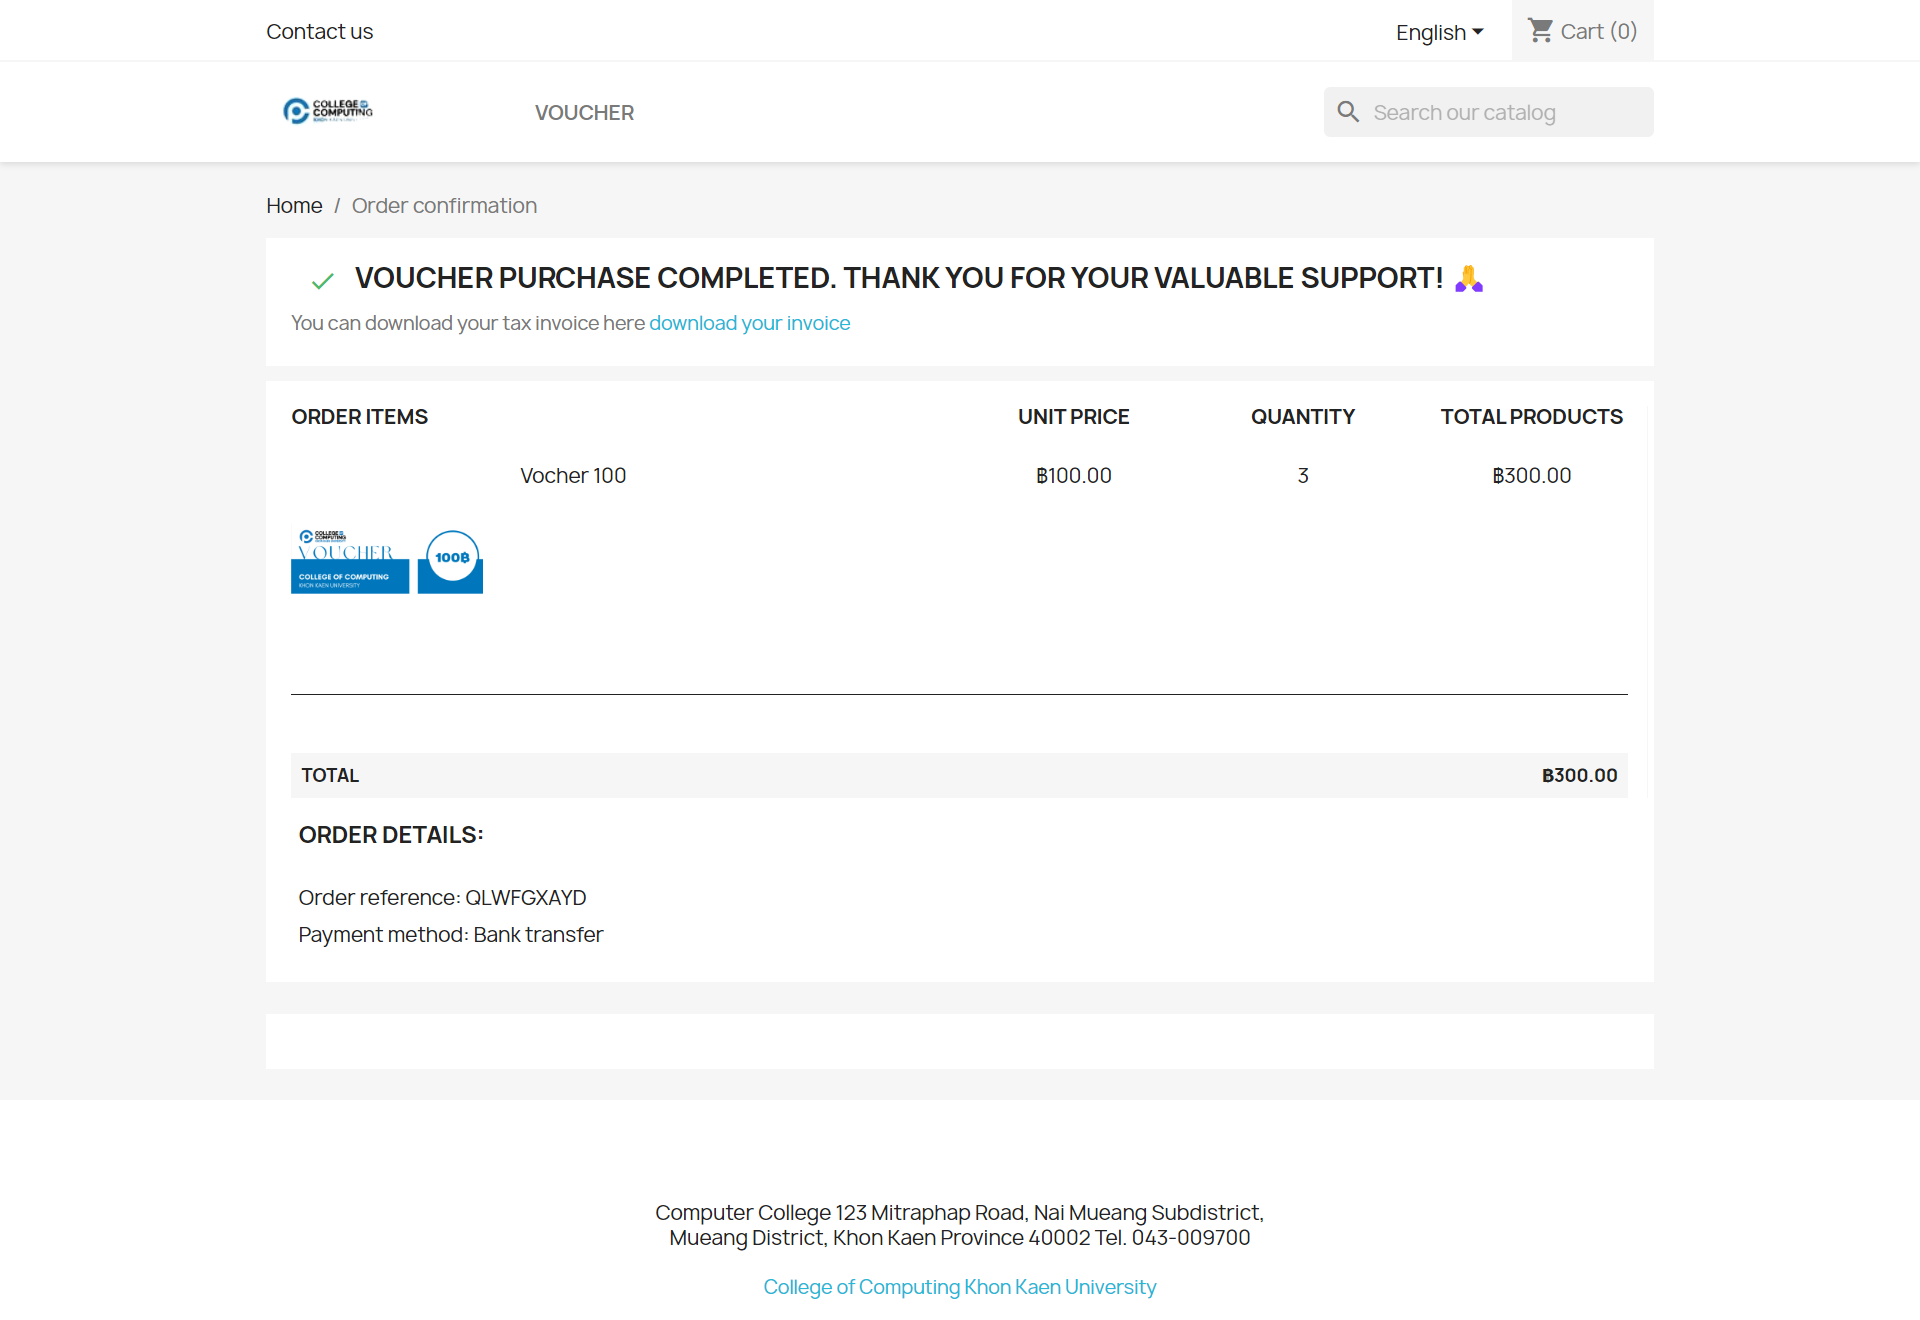 Contact us
English
Cart (0)
COLLEGE OF
COMPUTING
VOUCHER
Search our catalog
Home / Order confirmation
VOUCHER PURCHASE COMPLETED. THANK YOU FOR YOUR VALUABLE SUPPORT! 🙏
You can download your tax invoice here download your invoice
ORDER ITEMS UNIT PRICE QUANTITY TOTAL PRODUCTS
Vocher 100 ฿100.00 3 ฿300.00
COLLEGE OF
COMPUTING
VOUCHER
100฿
COLLEGE OF COMPUTING
KHON KAEN UNIVERSITY
TOTAL ฿300.00
ORDER DETAILS:
Order reference: QLWFGXAYD
Payment method: Bank transfer
Computer College 123 Mitraphap Road, Nai Mueang Subdistrict,
Mueang District, Khon Kaen Province 40002 Tel. 043-009700
College of Computing Khon Kaen University